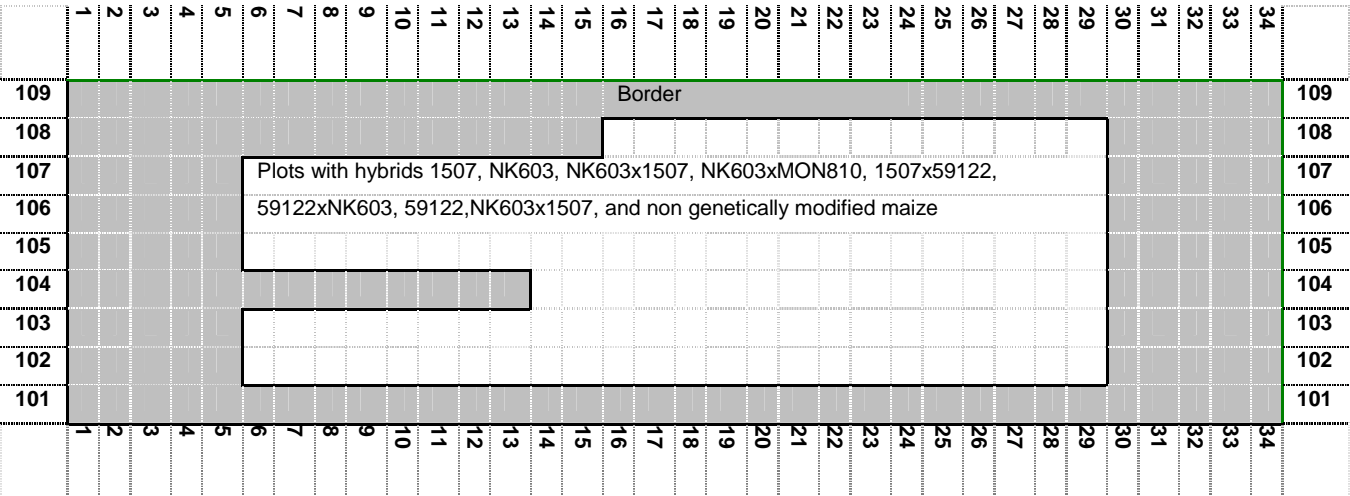 1 2 3 4 5 6 7 8 9 10 11 12 13 14 15 16 17 18 19 20 21 22 23 24 25 26 27 28 29 30 31 32 33 34
109 Border 109
108 108
107 Plots with hybrids 1507, NK603, NK603x1507, NK603xMON810, 1507x59122, 107
106 59122xNK603, 59122,NK603x1507, and non genetically modified maize 106
105 105
104 104
103 103
102 102
101 101
1 2 3 4 5 6 7 8 9 10 11 12 13 14 15 16 17 18 19 20 21 22 23 24 25 26 27 28 29 30 31 32 33 34